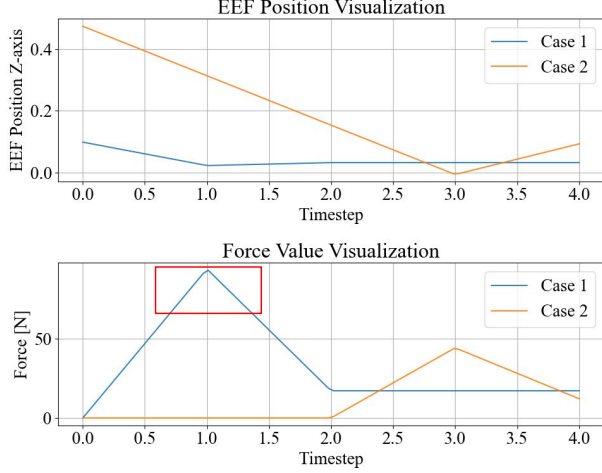 EEF Position Visualization
EEF Position Z-axis
0.4
0.2
0.0
Case 1
Case 2
0.0 0.5 1.0 1.5 2.0 2.5 3.0 3.5 4.0
Timestep
Force Value Visualization
Force [N]
50
0
Case 1
Case 2
0.0 0.5 1.0 1.5 2.0 2.5 3.0 3.5 4.0
Timestep